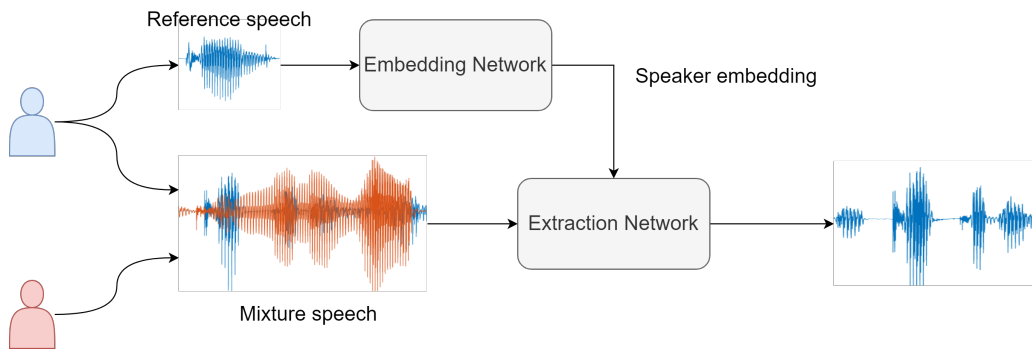 Reference speech
Embedding Network
Speaker embedding
Extraction Network
Mixture speech